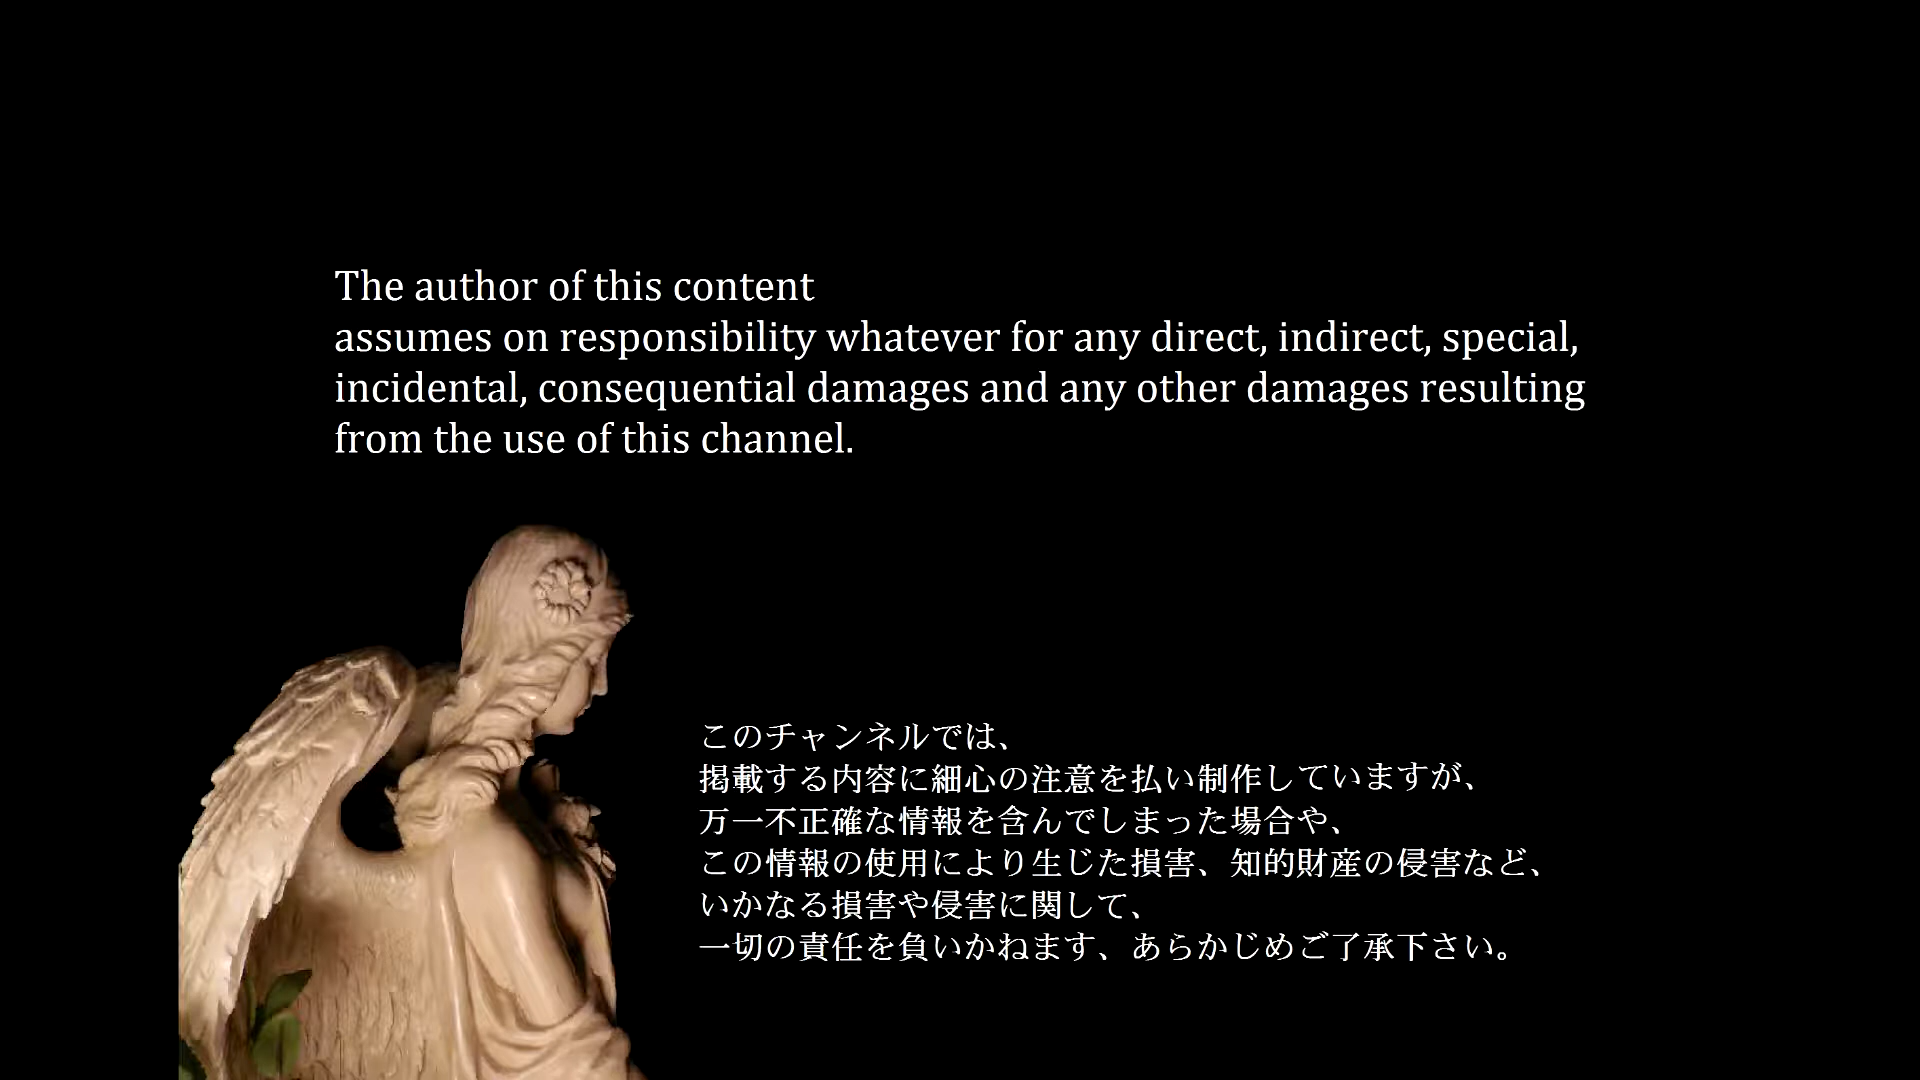 The author of this content
assumes on responsibility whatever for any direct, indirect, special,
incidental, consequential damages and any other damages resulting
from the use of this channel.
このチャンネルでは、
掲載する内容に細心の注意を払い制作していますが、
万一不正確な情報を含んでしまった場合や、
この情報の使用により生じた損害、知的財産の侵害など、
いかなる損害や侵害に関して、
一切の責任を負いかねます、あらかじめご了承下さい。